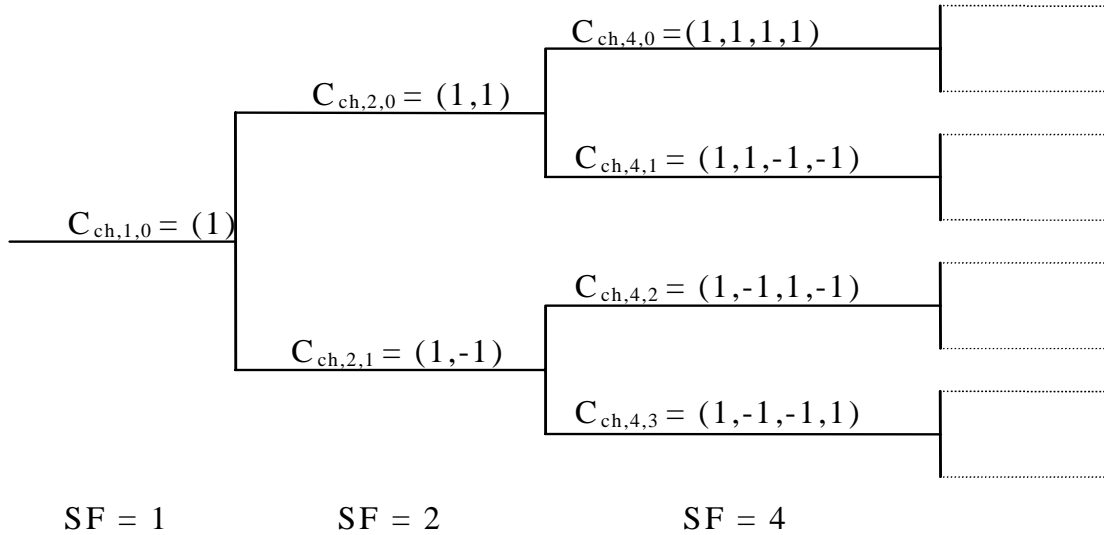 C ch,4,0 =(1,1,1,1)
C ch,2,0 = (1,1)
C ch,4,1 = (1,1,-1,-1)
C ch,1,0 = (1)
C ch,4,2 = (1,-1,1,-1)
C ch,2,1 = (1,-1)
C ch,4,3 = (1,-1,-1,1)
SF = 1 SF = 2 SF = 4